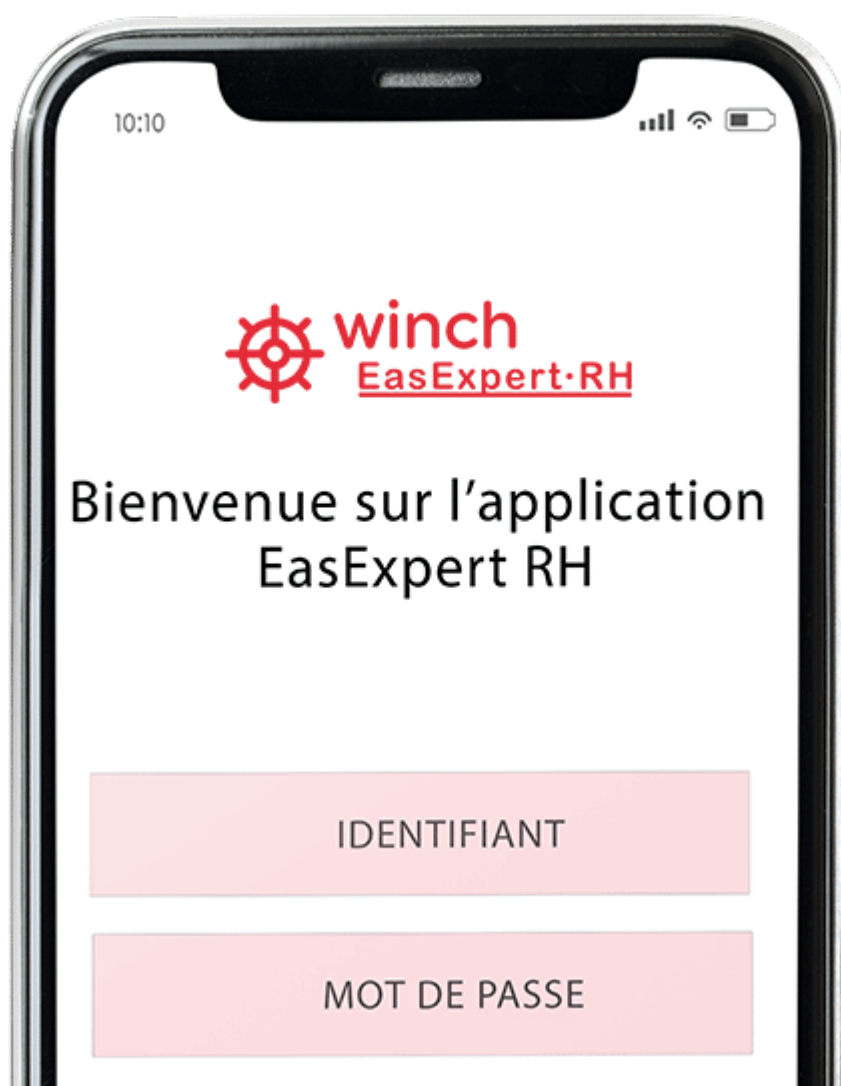 10:10
winch
EasExpert·RH
Bienvenue sur l’application
EasExpert RH
IDENTIFIANT
MOT DE PASSE